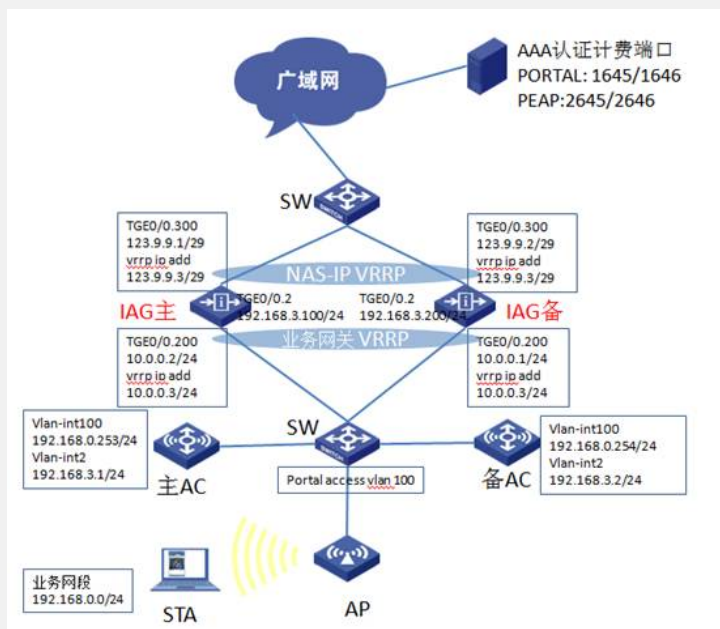 广域网
AAA认证计费端口
PORTAL: 1645/1646
PEAP:2645/2646
SW
SWITCH
TGE0/0.300
123.9.9.1/29
vrrp ip add
123.9.9.3/29
TGE0/0.300
123.9.9.2/29
vrrp ip add
123.9.9.3/29
NAS-IP VRRP
IAG主
TGE0/0.2
192.168.3.100/24
TGE0/0.2
192.168.3.200/24
IAG备
业务网关 VRRP
TGE0/0.200
10.0.0.2/24
vrrp ip add
10.0.0.3/24
TGE0/0.200
10.0.0.1/24
vrrp ip add
10.0.0.3/24
Vlan-int100
192.168.0.253/24
Vlan-int2
192.168.3.1/24
主AC
SW
SWITCH
Portal access vlan 100
备AC
Vlan-int100
192.168.0.254/24
Vlan-int2
192.168.3.2/24
业务网段
192.168.0.0/24
STA
AP